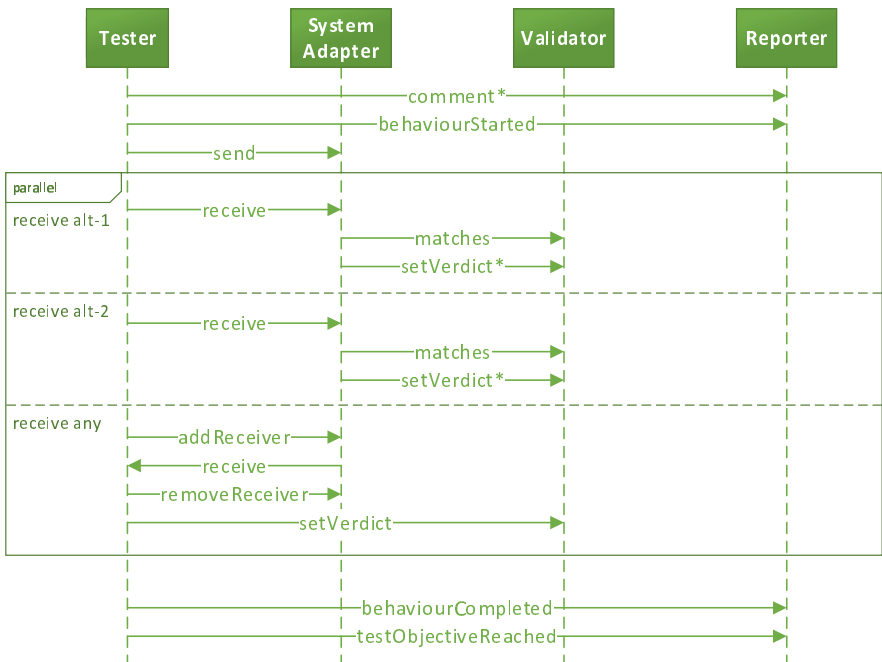 Tester
System
Adapter
Validator
Reporter
comment*
behaviourStarted
send
parallel
receive alt-1
receive
matches
setVerdict*
receive alt-2
receive
matches
setVerdict*
receive any
addReceiver
receive
removeReceiver
setVerdict
behaviourCompleted
testObjectiveReached